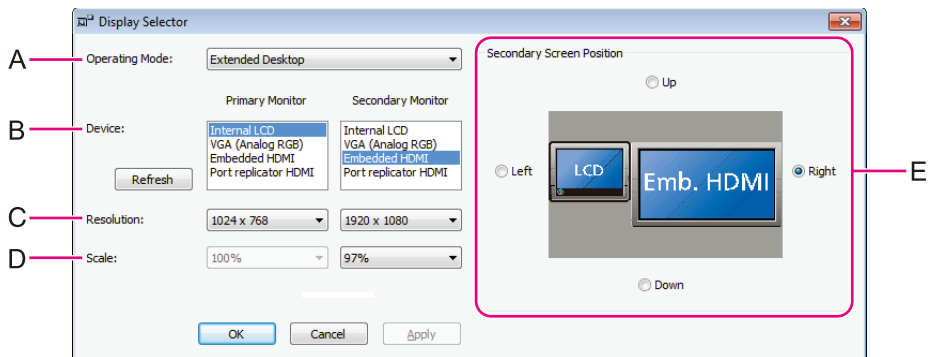 Display Selector
A
Operating Mode:
Extended Desktop
Primary Monitor
Secondary Monitor
B
Device:
Internal LCD
VGA (Analog RGB)
Embedded HDMI
Port replicator HDMI
Internal LCD
VGA (Analog RGB)
Embedded HDMI
Port replicator HDMI
Refresh
C
Resolution:
1024 x 768
1920 x 1080
D
Scale:
100%
97%
OK
Cancel
Apply
Secondary Screen Position
Up
Left
LCD
Emb. HDMI
Right
E
Down